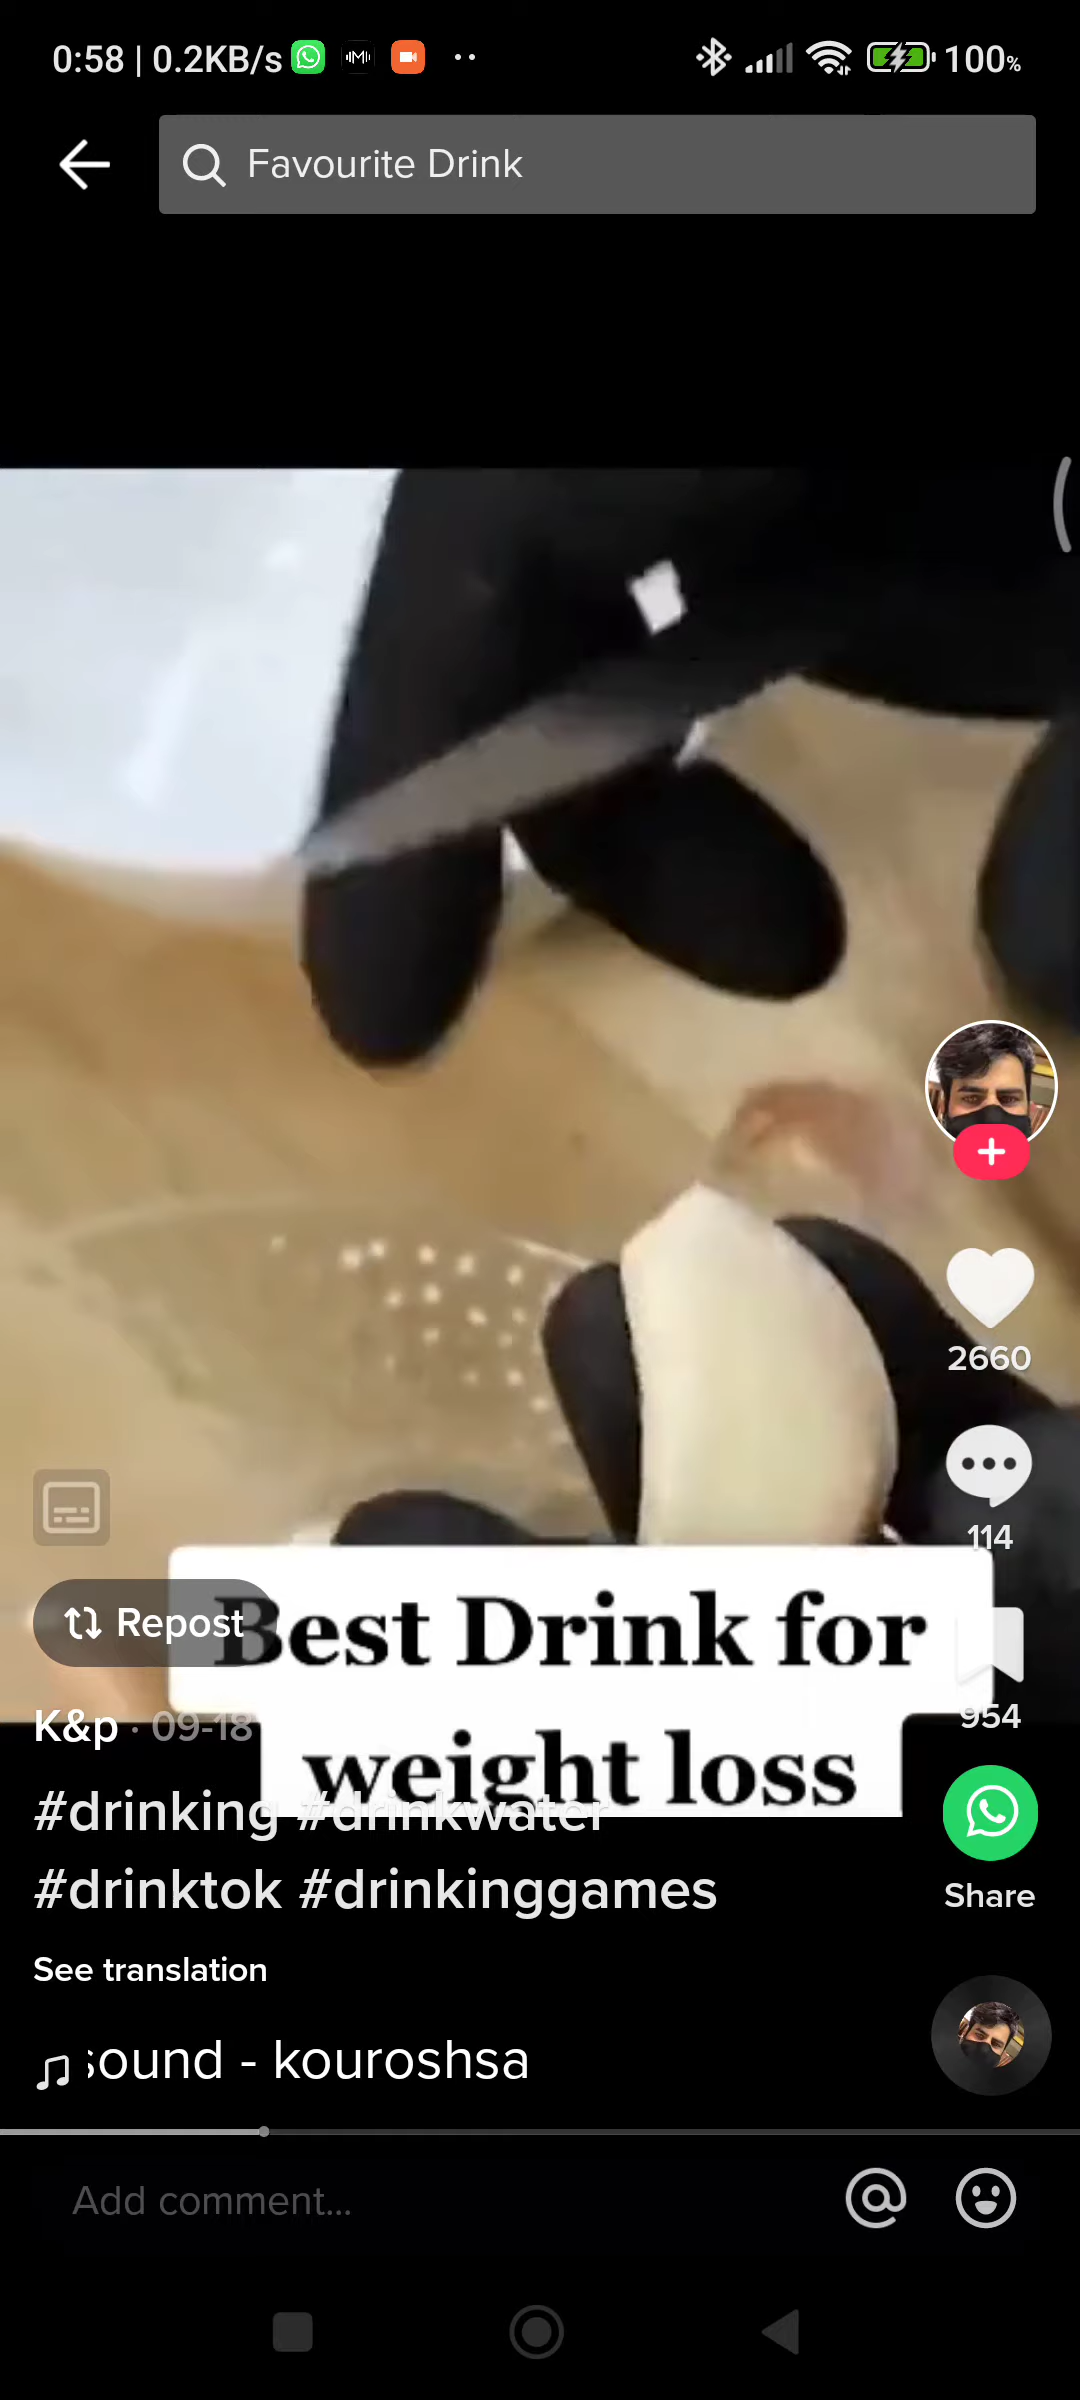 0:58 | 0.2KB/s
100%
Favourite Drink
2660
114
Best Drink for
Repost
954
K&p · 09-18
weight loss
#drinking #drinkwater
#drinktok #drinkinggames
Share
See translation
sound - kouroshsa
Add comment...